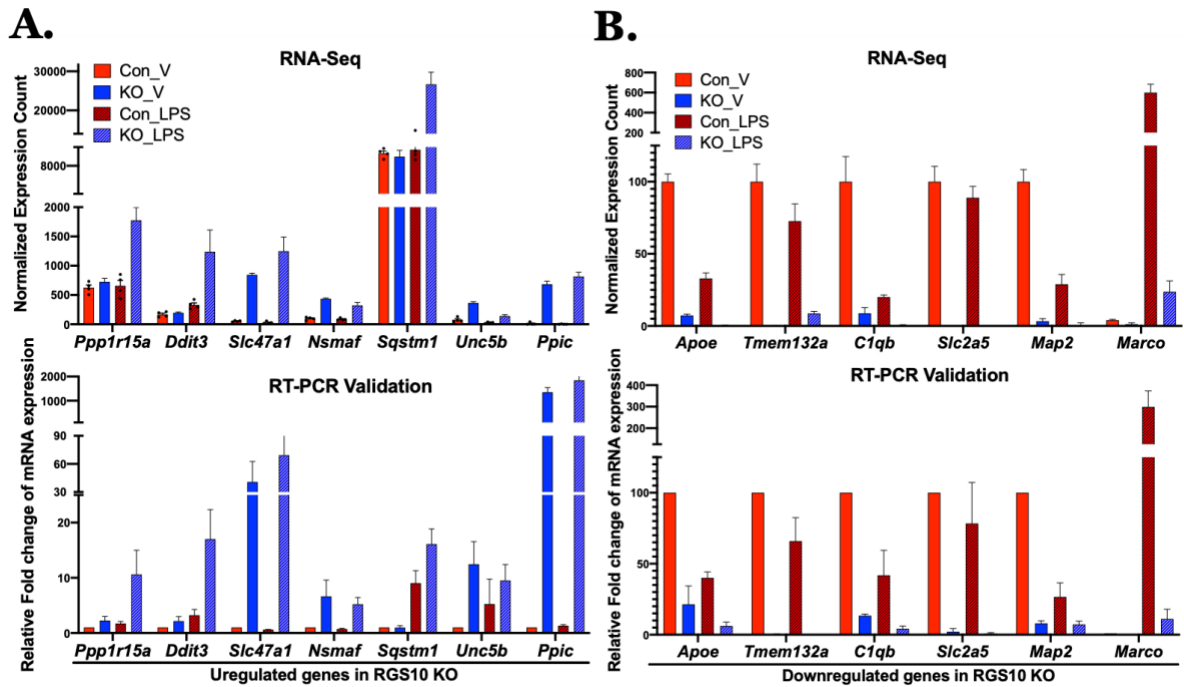 A.
RNA-Seq
Normalized Expression Count
30000
20000
8000
2000
1500
1000
500
0
Con_V
KO_V
Con_LPS
KO_LPS
Ppp1r15a Ddit3 Slc47a1 Nsmaf Sqstm1 Unc5b Ppic
RT-PCR Validation
Relative Fold change of mRNA expression
2000
1000
90
60
30
20
10
0
Ppp1r15a Ddit3 Slc47a1 Nsmaf Sqstm1 Unc5b Ppic
Uregulated genes in RGS10 KO
B.
RNA-Seq
Normalized Expression Count
800
600
400
200
100
50
0
Con_V
KO_V
Con_LPS
KO_LPS
Apoe Tmem132a C1qb Slc2a5 Map2 Marco
RT-PCR Validation
Relative Fold change of mRNA expression
400
300
200
100
50
0
Apoe Tmem132a C1qb Slc2a5 Map2 Marco
Downregulated genes in RGS10 KO